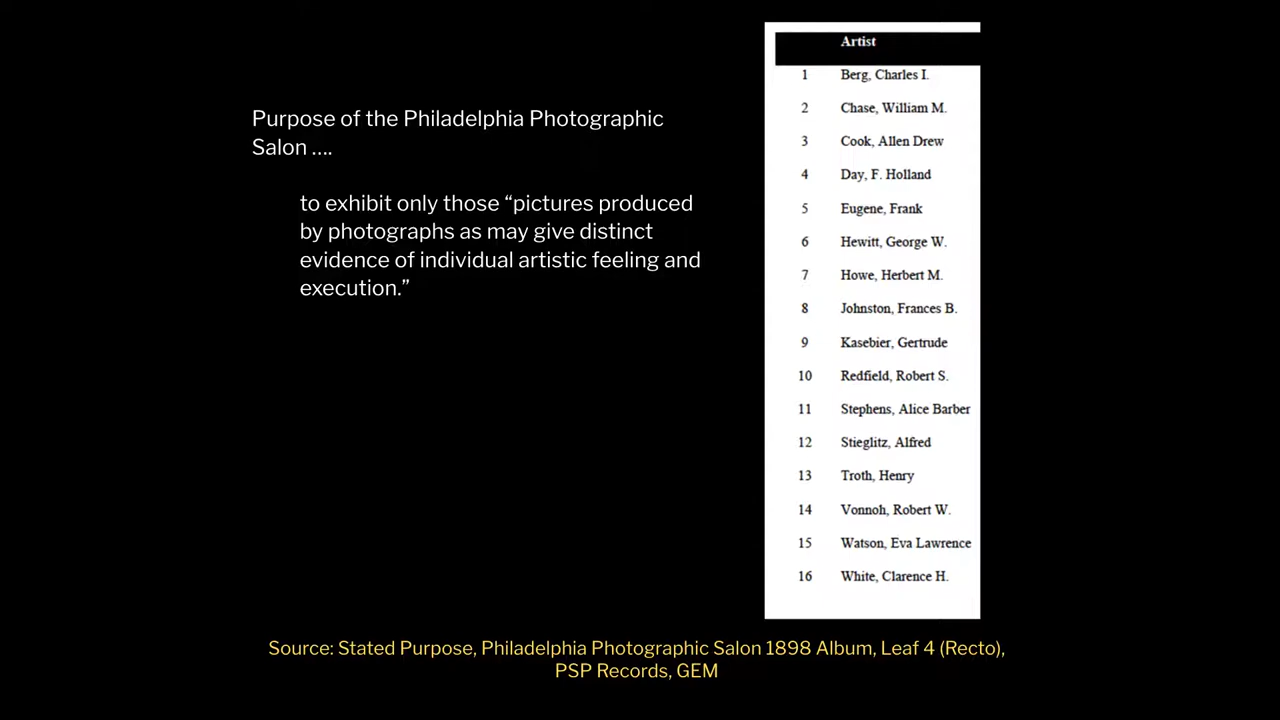 Purpose of the Philadelphia Photographic
Salon ....
to exhibit only those “pictures produced
by photographs as may give distinct
evidence of individual artistic feeling and
execution.”
Artist
1 Berg, Charles I.
2 Chase, William M.
3 Cook, Allen Drew
4 Day, F. Holland
5 Eugene, Frank
6 Hewitt, George W.
7 Howe, Herbert M.
8 Johnston, Frances B.
9 Kasebier, Gertrude
10 Redfield, Robert S.
11 Stephens, Alice Barber
12 Stieglitz, Alfred
13 Troth, Henry
14 Vonnoh, Robert W.
15 Watson, Eva Lawrence
16 White, Clarence H.
Source: Stated Purpose, Philadelphia Photographic Salon 1898 Album, Leaf 4 (Recto),
PSP Records, GEM